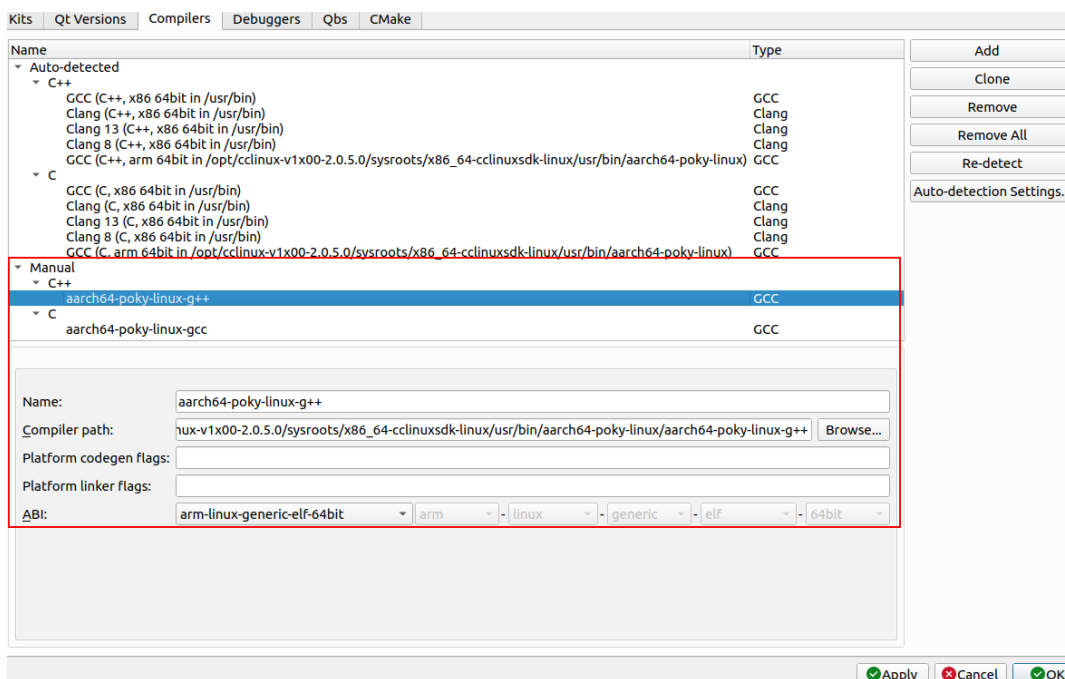 Kits Qt Versions Compilers Debuggers Qbs CMake
Name Type
Auto-detected
C++
GCC (C++, x86 64bit in /usr/bin) GCC
Clang (C++, x86 64bit in /usr/bin) Clang
Clang 13 (C++, x86 64bit in /usr/bin) Clang
Clang 8 (C++, x86 64bit in /usr/bin) Clang
GCC (C++, arm 64bit in /opt/cclinux-v1x00-2.0.5.0/sysroots/x86_64-cclinuxsdk-linux/usr/bin/aarch64-poky-linux) GCC
C
GCC (C, x86 64bit in /usr/bin) GCC
Clang (C, x86 64bit in /usr/bin) Clang
Clang 13 (C, x86 64bit in /usr/bin) Clang
Clang 8 (C, x86 64bit in /usr/bin) Clang
GCC (C, arm 64bit in /opt/cclinux-v1x00-2.0.5.0/sysroots/x86_64-cclinuxsdk-linux/usr/bin/aarch64-poky-linux) GCC
Manual
C++
aarch64-poky-linux-g++ GCC
C
aarch64-poky-linux-gcc GCC
Add
Clone
Remove
Remove All
Re-detect
Auto-detection Settings.
Name: aarch64-poky-linux-g++
Compiler path: nux-v1x00-2.0.5.0/sysroots/x86_64-cclinuxsdk-linux/usr/bin/aarch64-poky-linux/aarch64-poky-linux-g++ Browse...
Platform codegen flags:
Platform linker flags:
ABI: arm-linux-generic-elf-64bit arm - linux - generic - elf - 64bit
Apply Cancel OK